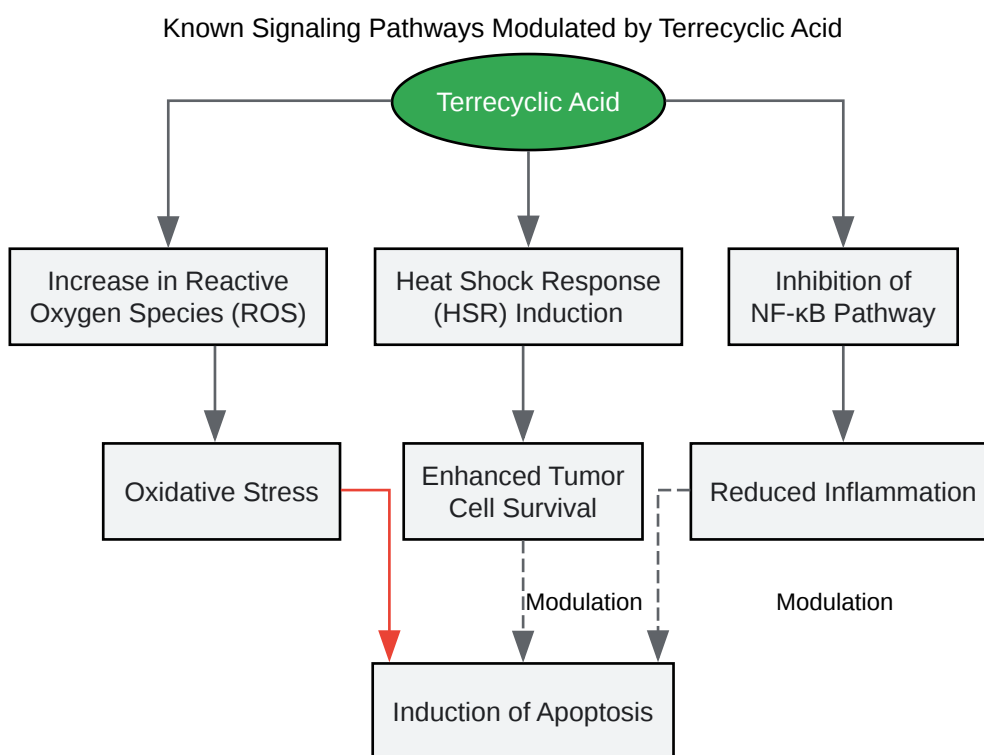 Known Signaling Pathways Modulated by Terrecyclic Acid
Terrecyclic Acid
Increase in Reactive
Oxygen Species (ROS)
Heat Shock Response
(HSR) Induction
Inhibition of
NF-κB Pathway
Oxidative Stress
Enhanced Tumor
Cell Survival
Reduced Inflammation
Modulation
Modulation
Induction of Apoptosis